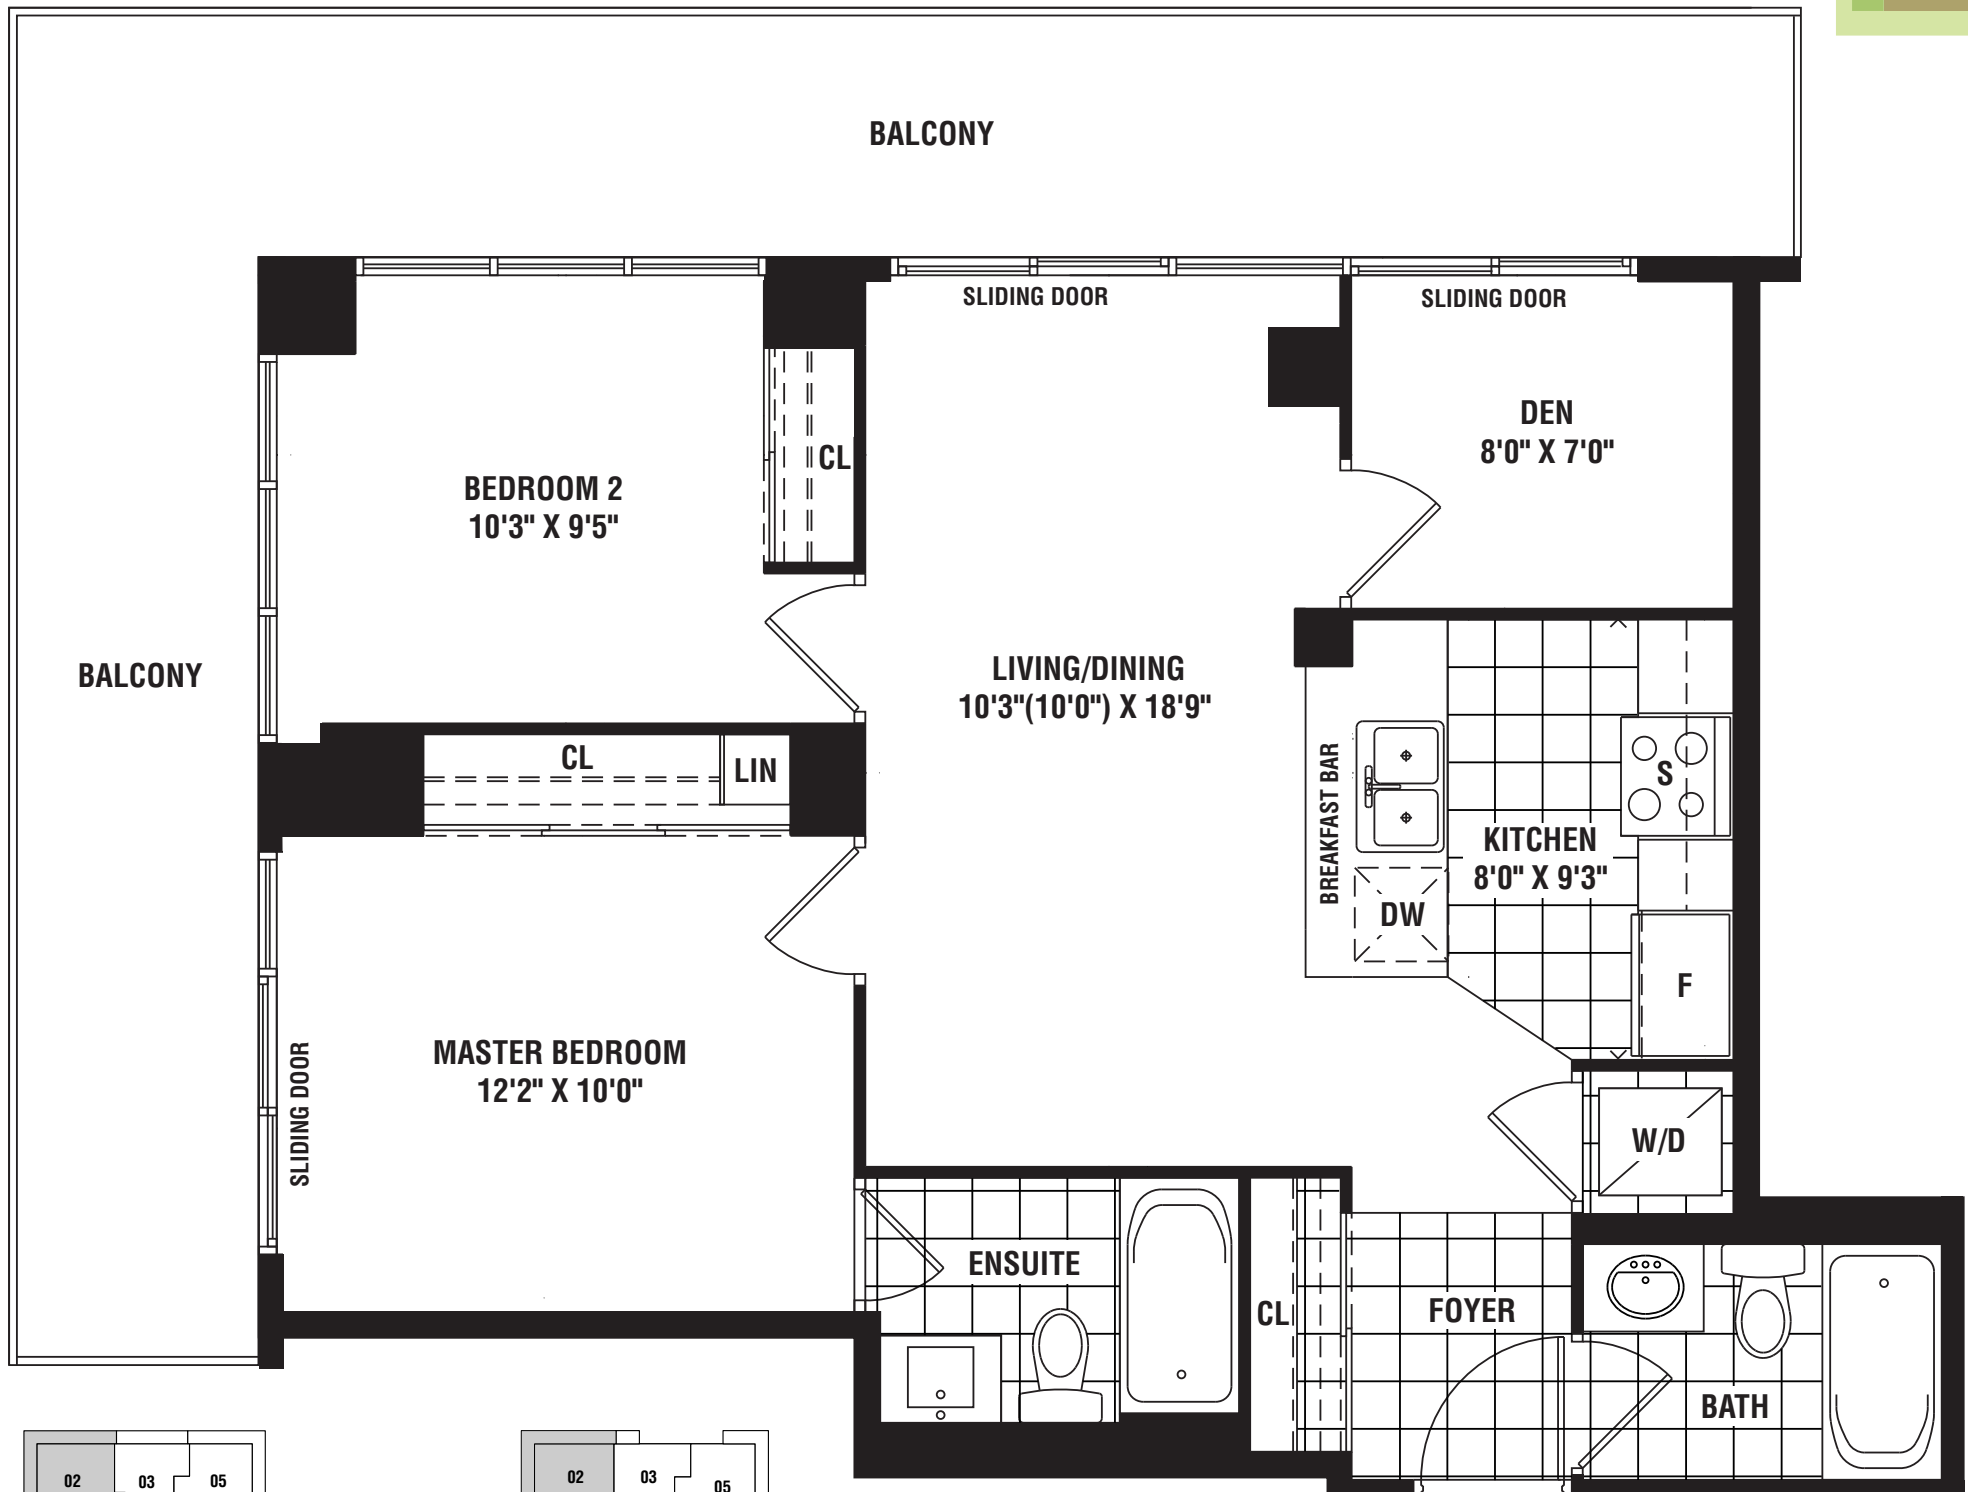 BALCONY
SLIDING DOOR
SLIDING DOOR
DEN
8'0" X 7'0"
CL
BEDROOM 2
10'3" X 9'5"
BALCONY
LIVING/DINING
10'3"(10'0") X 18'9"
CL
LIN
BREAKFAST BAR
S
KITCHEN
8'0" X 9'3"
DW
F
MASTER BEDROOM
12'2" X 10'0"
SLIDING DOOR
W/D
ENSUITE
CL
FOYER
BATH
02
03
05
02
03
05